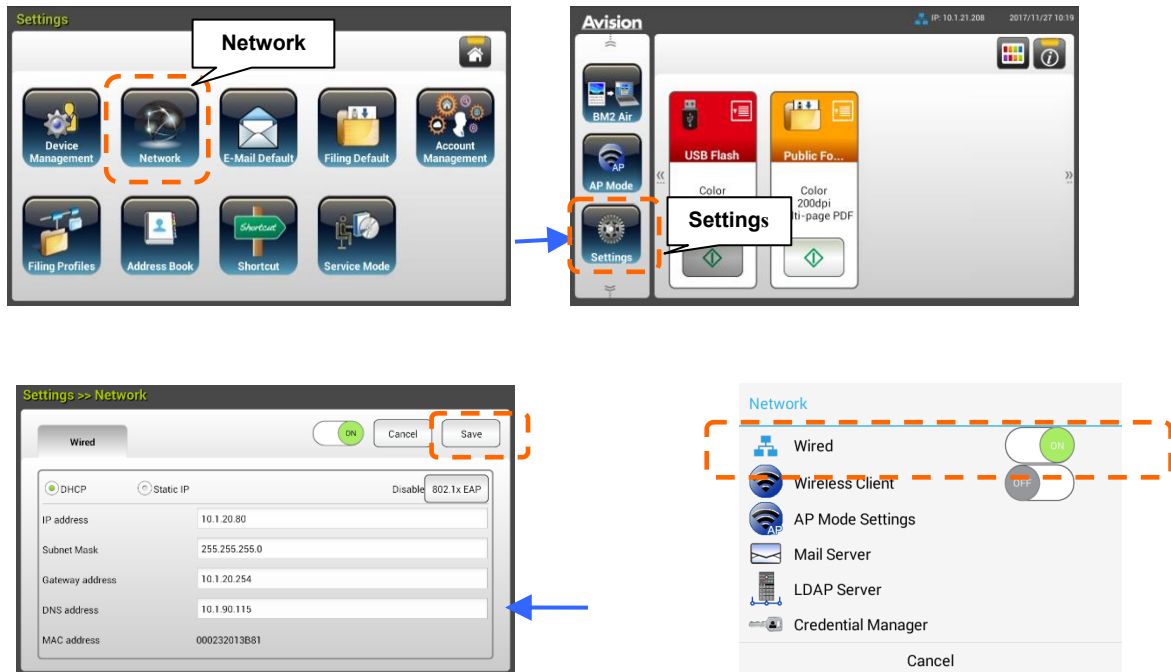 Settings
Network
Device
Management
Network
E-Mail Default
Filing Default
Account
Management
Filing Profiles
Address Book
Shortcut
Shortcut
Service Mode
Avision
IP: 10.1.21.208
2017/11/27 10:19
BM2 Air
AP
AP Mode
Settings
USB Flash
Color
Public Fo...
Color
200dpi
ti-page PDF
Settings
Settings >> Network
Wired
ON
Cancel
Save
DHCP
Static IP
Disable
802.1x EAP
IP address
10.1.20.80
Subnet Mask
255.255.255.0
Gateway address
10.1.20.254
DNS address
10.1.90.115
MAC address
000232013B81
Network
Wired
ON
Wireless Client
OFF
AP Mode Settings
AP
Mail Server
LDAP Server
Credential Manager
Cancel